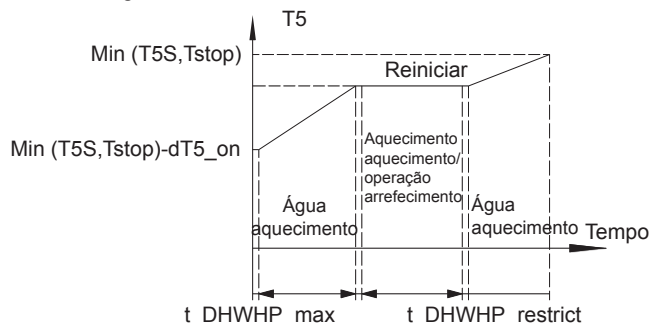 T5
Min (T5S,Tstop)
Reiniciar
Min (T5S,Tstop)-dT5_on
Aquecimento
aquecimento/
operação
arrefecimento
Água
aquecimento
Água
aquecimento
Tempo
t DHWHP max
t DHWHP restrict